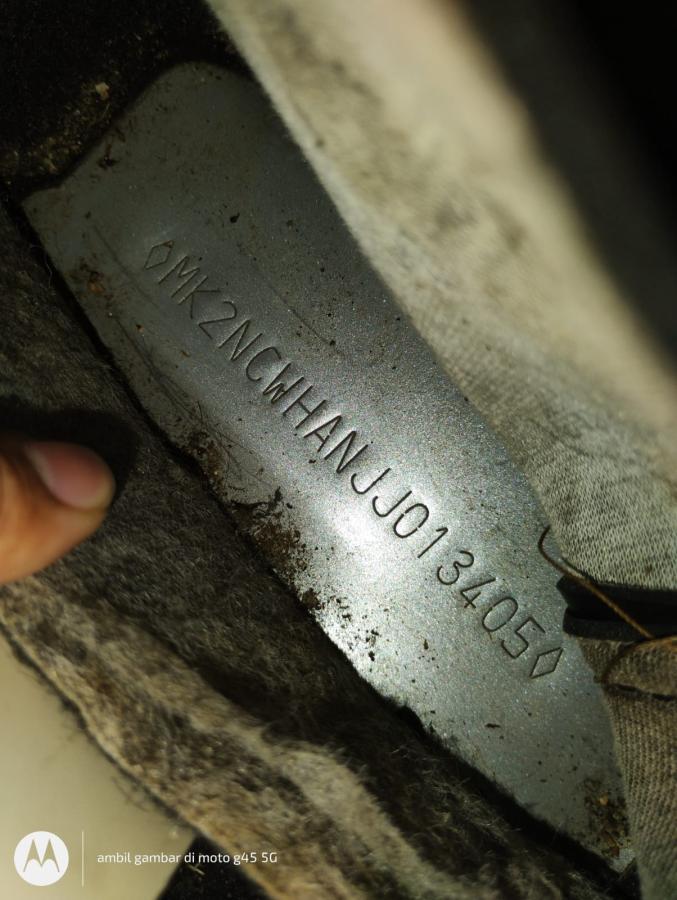 ◊MK2NCWHANJJ013405◊
ambil gambar di moto g45 5G